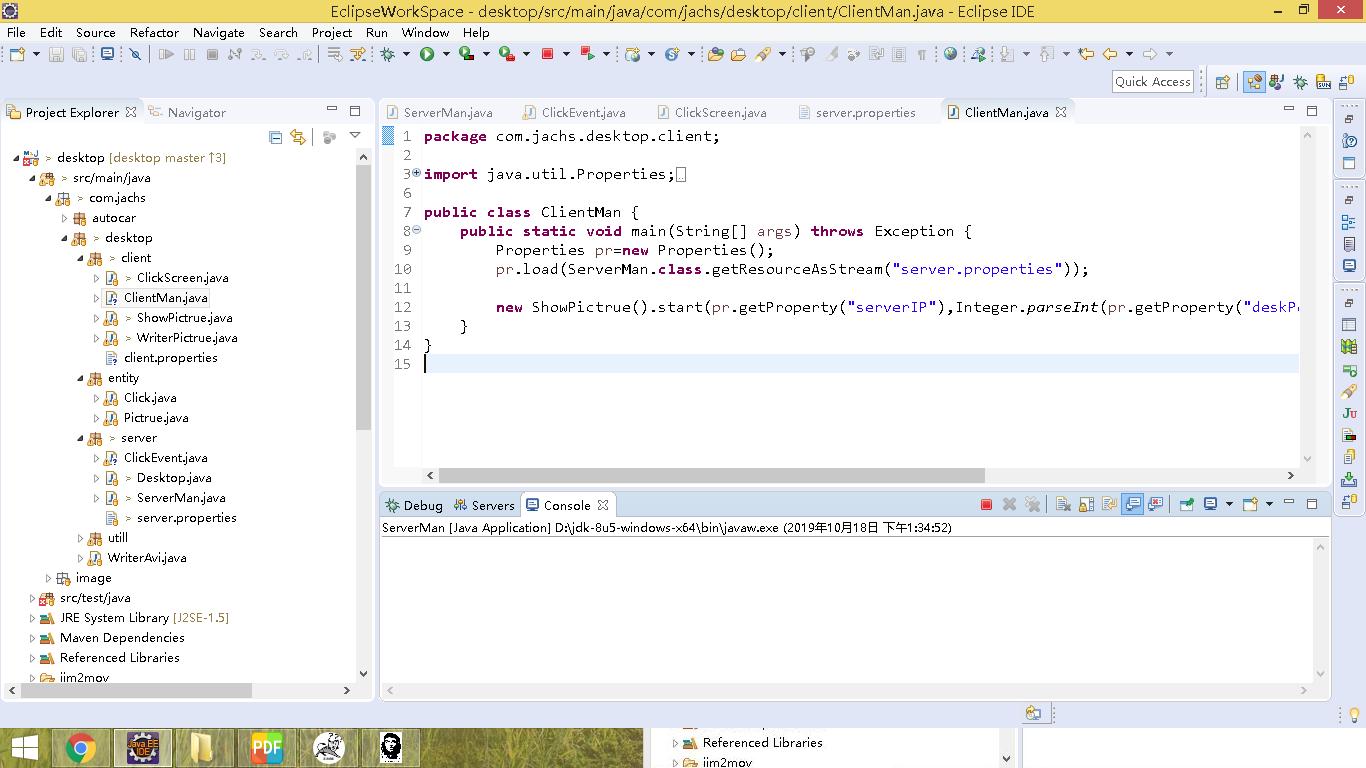 EclipseWorkSpace - desktop/src/main/java/com/jachs/desktop/client/ClientMan.java - Eclipse IDE
File Edit Source Refactor Navigate Search Project Run Window Help
Quick Access
Project Explorer Navigator
> desktop [desktop master ↑3]
> src/main/java
> com.jachs
autocar
> desktop
> client
> ClickScreen.java
ClientMan.java
> ShowPictrue.java
> WriterPictrue.java
client.properties
entity
Click.java
Pictrue.java
> server
ClickEvent.java
> Desktop.java
> ServerMan.java
> server.properties
utill
WriterAvi.java
image
src/test/java
JRE System Library [J2SE-1.5]
Maven Dependencies
Referenced Libraries
jim2mov
ServerMan.java ClickEvent.java ClickScreen.java server.properties ClientMan.java
1 package com.jachs.desktop.client;
2
3 import java.util.Properties;
6
7 public class ClientMan {
8 public static void main(String[] args) throws Exception {
9 Properties pr=new Properties();
10 pr.load(ServerMan.class.getResourceAsStream("server.properties"));
11
12 new ShowPictrue().start(pr.getProperty("serverIP"),Integer.parseInt(pr.getProperty("deskP
13 }
14 }
15
Debug Servers Console
ServerMan [Java Application] D:\jdk-8u5-windows-x64\bin\javaw.exe (2019年10月18日 下午1:34:52)
Ju
Java EE
IDE
PDF
Referenced Libraries
jim2mov